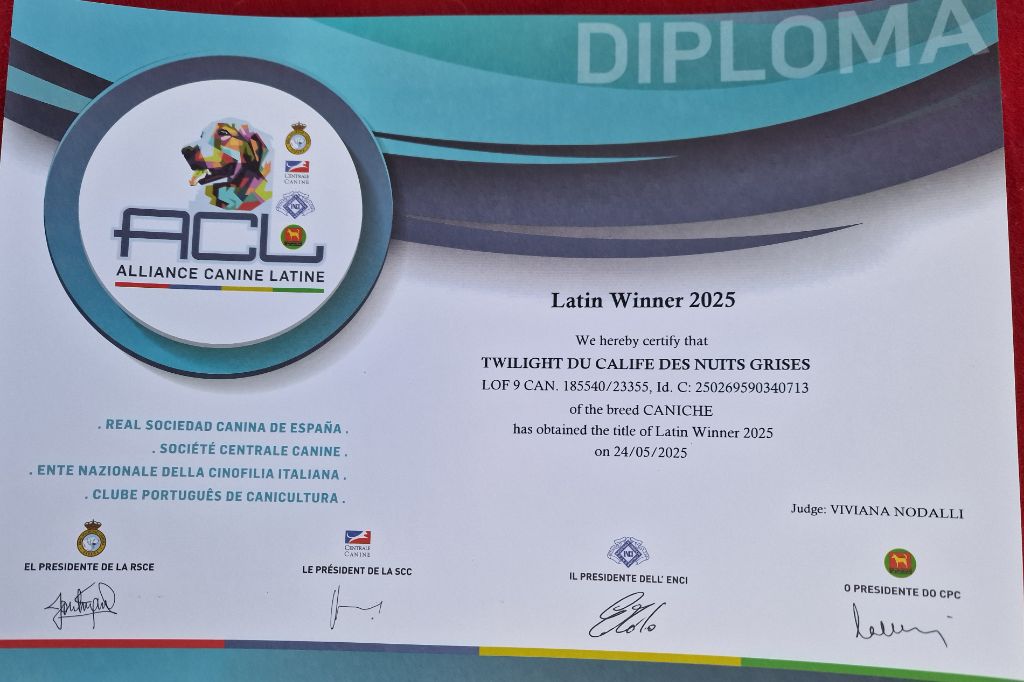 DIPLOMA
CENTRALE
CANINE
ACL
ALLIANCE CANINE LATINE
Latin Winner 2025
We hereby certify that
TWILIGHT DU CALIFE DES NUITS GRISES
LOF 9 CAN. 185540/23355, Id. C: 250269590340713
of the breed CANICHE
has obtained the title of Latin Winner 2025
on 24/05/2025
. REAL SOCIEDAD CANINA DE ESPAÑA .
. SOCIÉTÉ CENTRALE CANINE .
. ENTE NAZIONALE DELLA CINOFILIA ITALIANA .
. CLUBE PORTUGUÊS DE CANICULTURA .
Judge: VIVIANA NODALLI
EL PRESIDENTE DE LA RSCE
CENTRALE
CANINE
LE PRÉSIDENT DE LA SCC
IL PRESIDENTE DELL' ENCI
O PRESIDENTE DO CPC